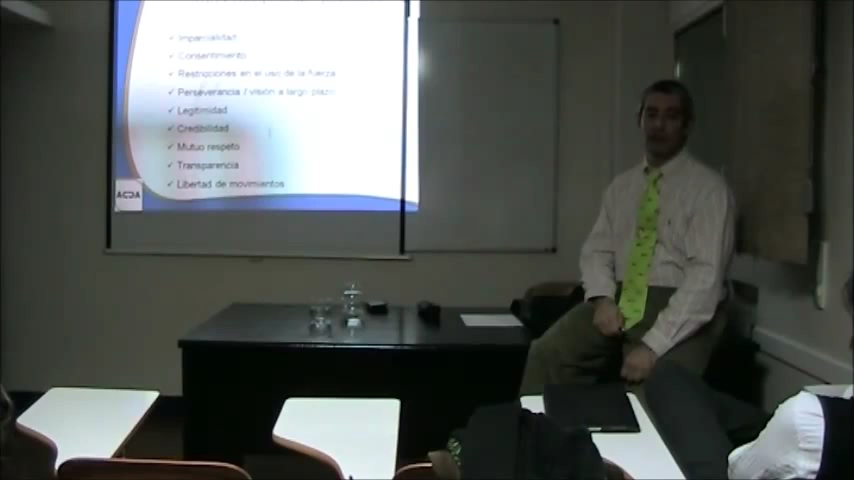 ✓ Imparcialidad
✓ Consentimiento
✓ Restricciones en el uso de la fuerza
✓ Perseverancia / visión a largo plazo
✓ Legitimidad
✓ Credibilidad
✓ Mutuo respeto
✓ Transparencia
✓ Libertad de movimientos